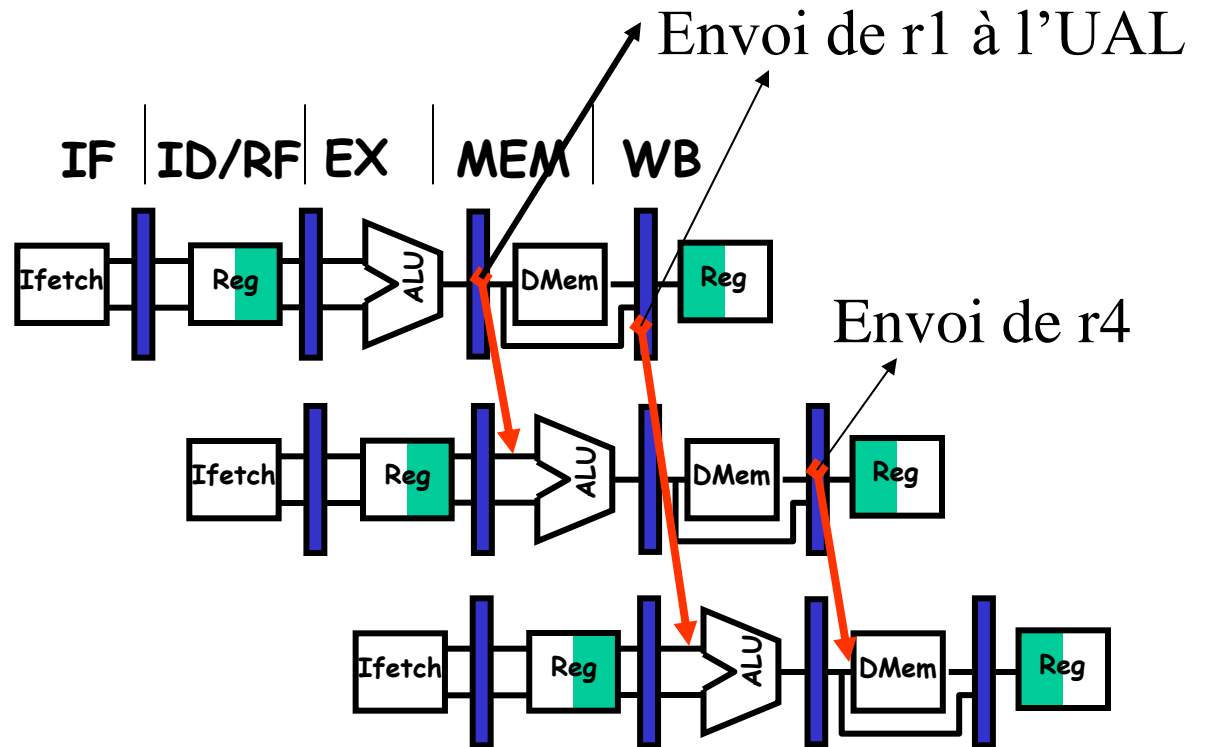 Envoi de r1 à l’UAL
IF ID/RF EX MEM WB
Ifetch Reg ALU DMem Reg
Envoi de r4
Ifetch Reg ALU DMem Reg
Ifetch Reg ALU DMem Reg